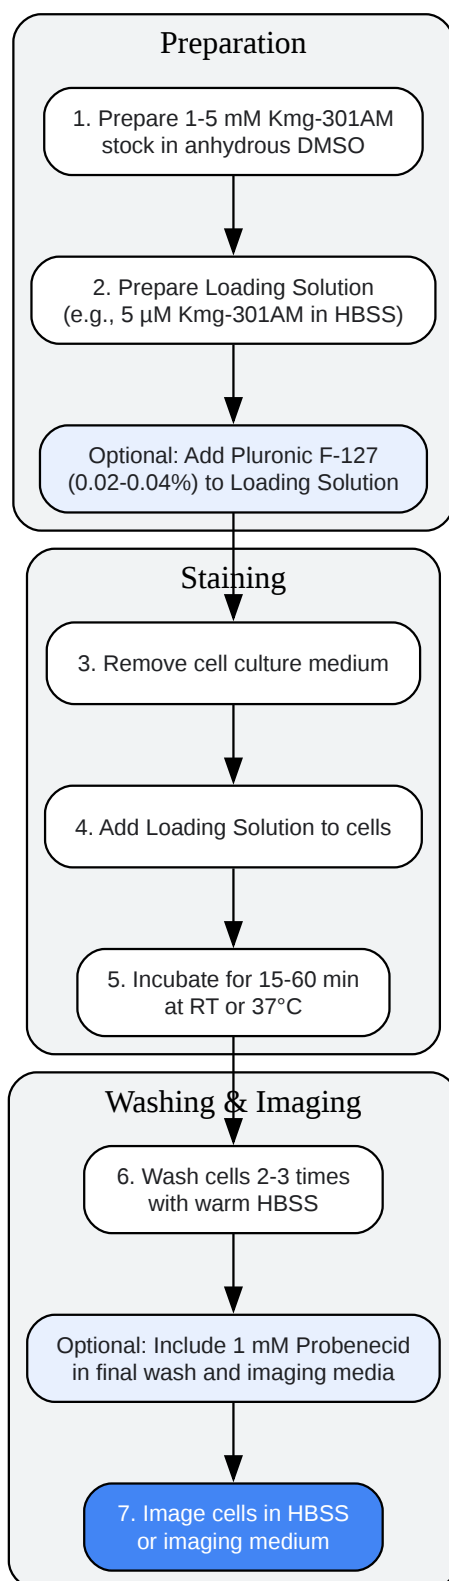 Preparation
1. Prepare 1-5 mM Kmg-301AM
stock in anhydrous DMSO
2. Prepare Loading Solution
(e.g., 5 µM Kmg-301AM in HBSS)
Optional: Add Pluronic F-127
(0.02-0.04%) to Loading Solution
Staining
3. Remove cell culture medium
4. Add Loading Solution to cells
5. Incubate for 15-60 min
at RT or 37°C
Washing & Imaging
6. Wash cells 2-3 times
with warm HBSS
Optional: Include 1 mM Probenecid
in final wash and imaging media
7. Image cells in HBSS
or imaging medium